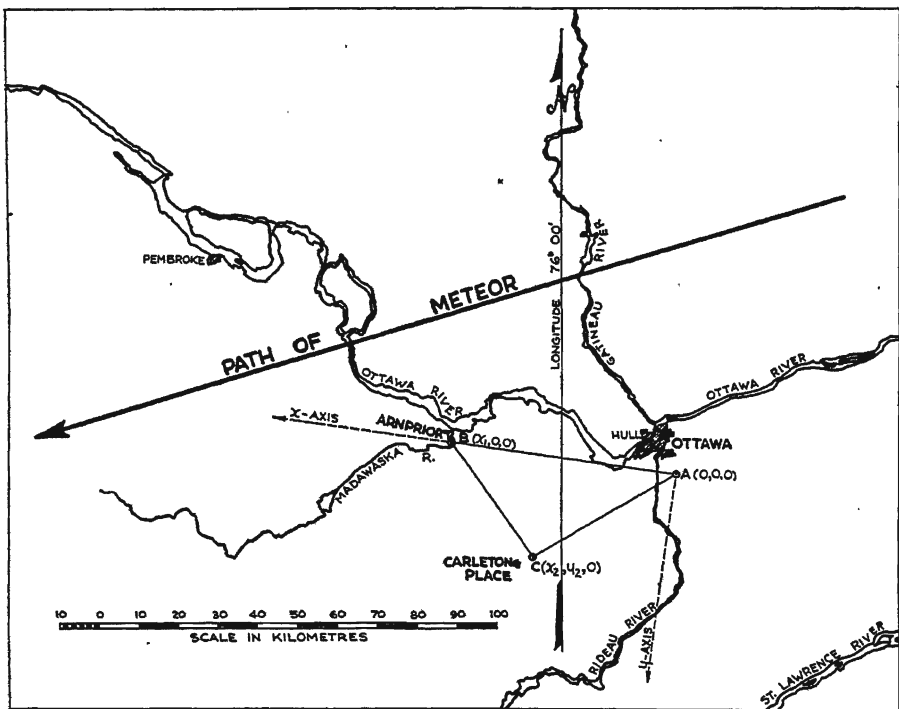 N
PEMBROKE
LONGITUDE 76° 00'
GATINEAU RIVER
PATH OF METEOR
OTTAWA RIVER
OTTAWA RIVER
X-AXIS
ARNPRIOR
B(X,0,0)
HULL
OTTAWA
MADAWASKA R.
A(0,0,0)
CARLETON
PLACE
C(X₂,Y₂,0)
10 0 10 20 30 40 50 60 70 80 90 100
SCALE IN KILOMETRES
RIDEAU RIVER
Y-AXIS
ST. LAWRENCE RIVER